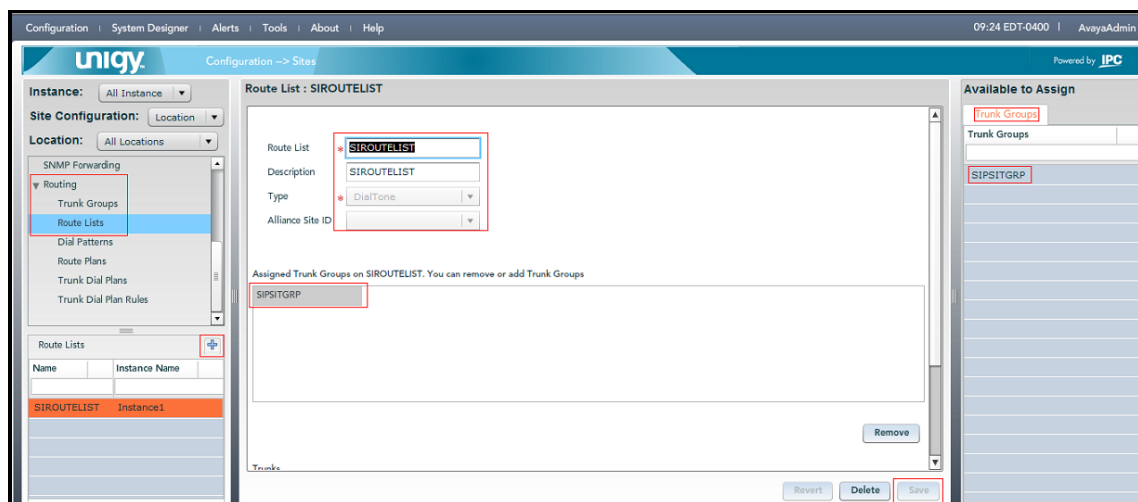 Configuration | System Designer | Alerts | Tools | About | Help
09:24 EDT-0400 | AvayaAdmin
unigy.
Configuration --> Sites
Powered by IPC
Instance: All Instance
Site Configuration: Location
Location: All Locations
SNMP Forwarding
Routing
Trunk Groups
Route Lists
Dial Patterns
Route Plans
Trunk Dial Plans
Trunk Dial Plan Rules
Route Lists
Name Instance Name
SIROUTELIST Instance1
Route List : SIROUTELIST
Route List * SIROUTELIST
Description SIROUTELIST
Type * DialTone
Alliance Site ID
Assigned Trunk Groups on SIROUTELIST. You can remove or add Trunk Groups
SIPSITGRP
Remove
Trunks
Revert Delete Save
Available to Assign
Trunk Groups
Trunk Groups
SIPSITGRP